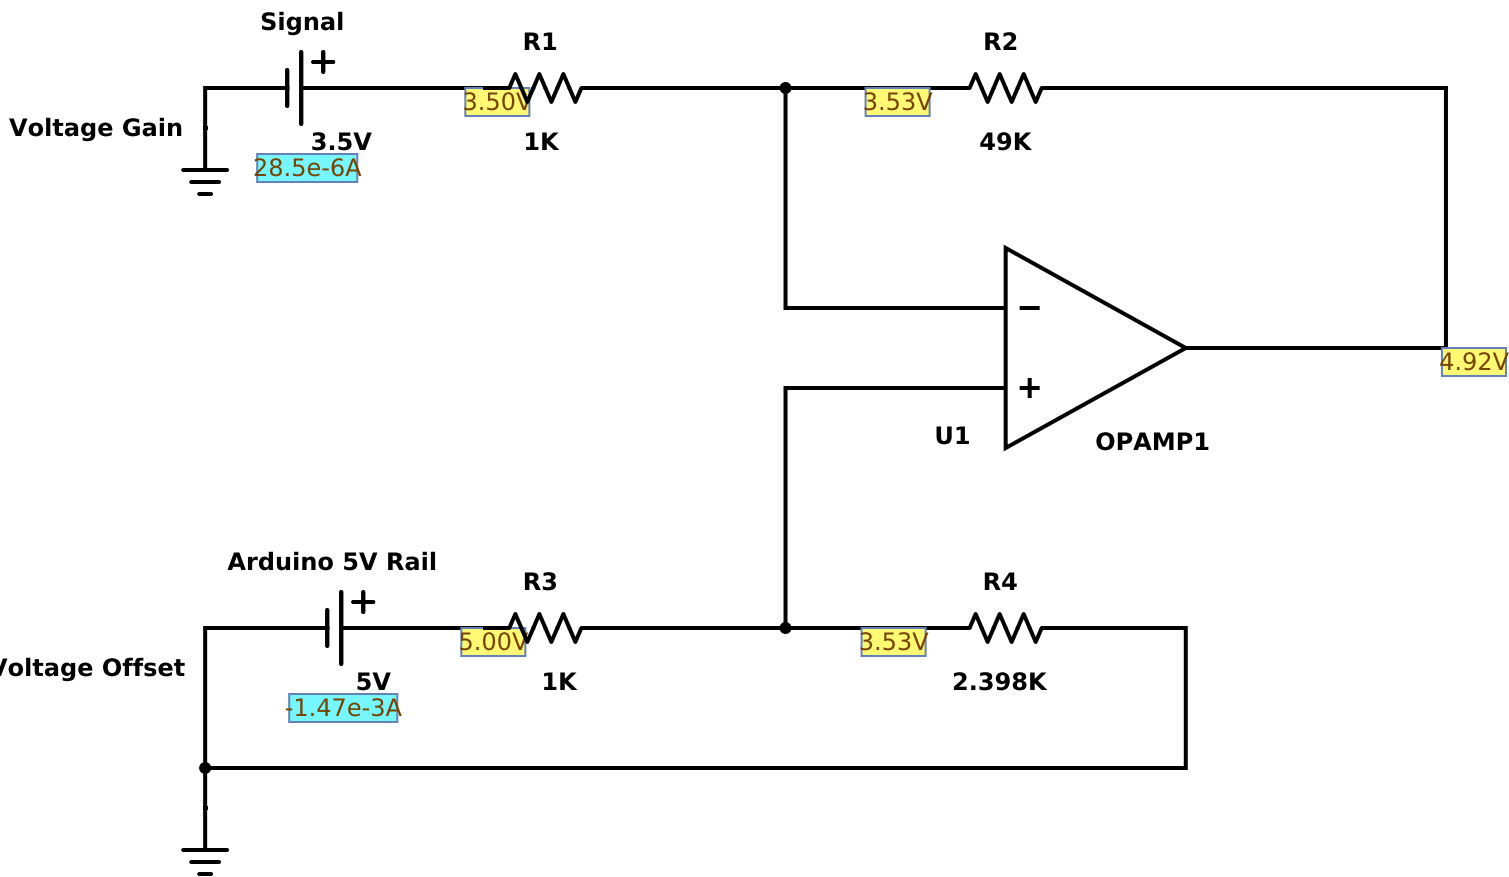 Signal
R1
R2
+
3.50V
3.53V
Voltage Gain
3.5V
1K
49K
28.5e-6A
−
4.92V
+
U1
OPAMP1
Arduino 5V Rail
R3
R4
+
5.00V
3.53V
Voltage Offset
5V
1K
2.398K
-1.47e-3A